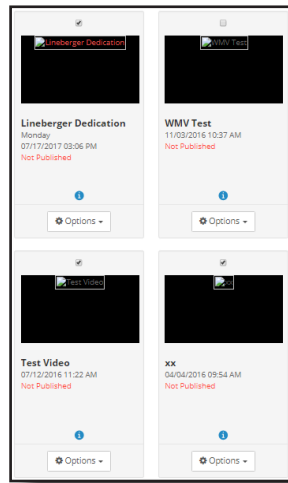 Lineberger Dedication
WMV Test
Lineberger Dedication
Monday
07/17/2017 03:06 PM
Not Published
Options
WMV Test
11/03/2016 10:37 AM
Not Published
Options
Test Video
xx
Test Video
07/12/2016 11:22 AM
Not Published
Options
xx
04/04/2016 09:54 AM
Not Published
Options